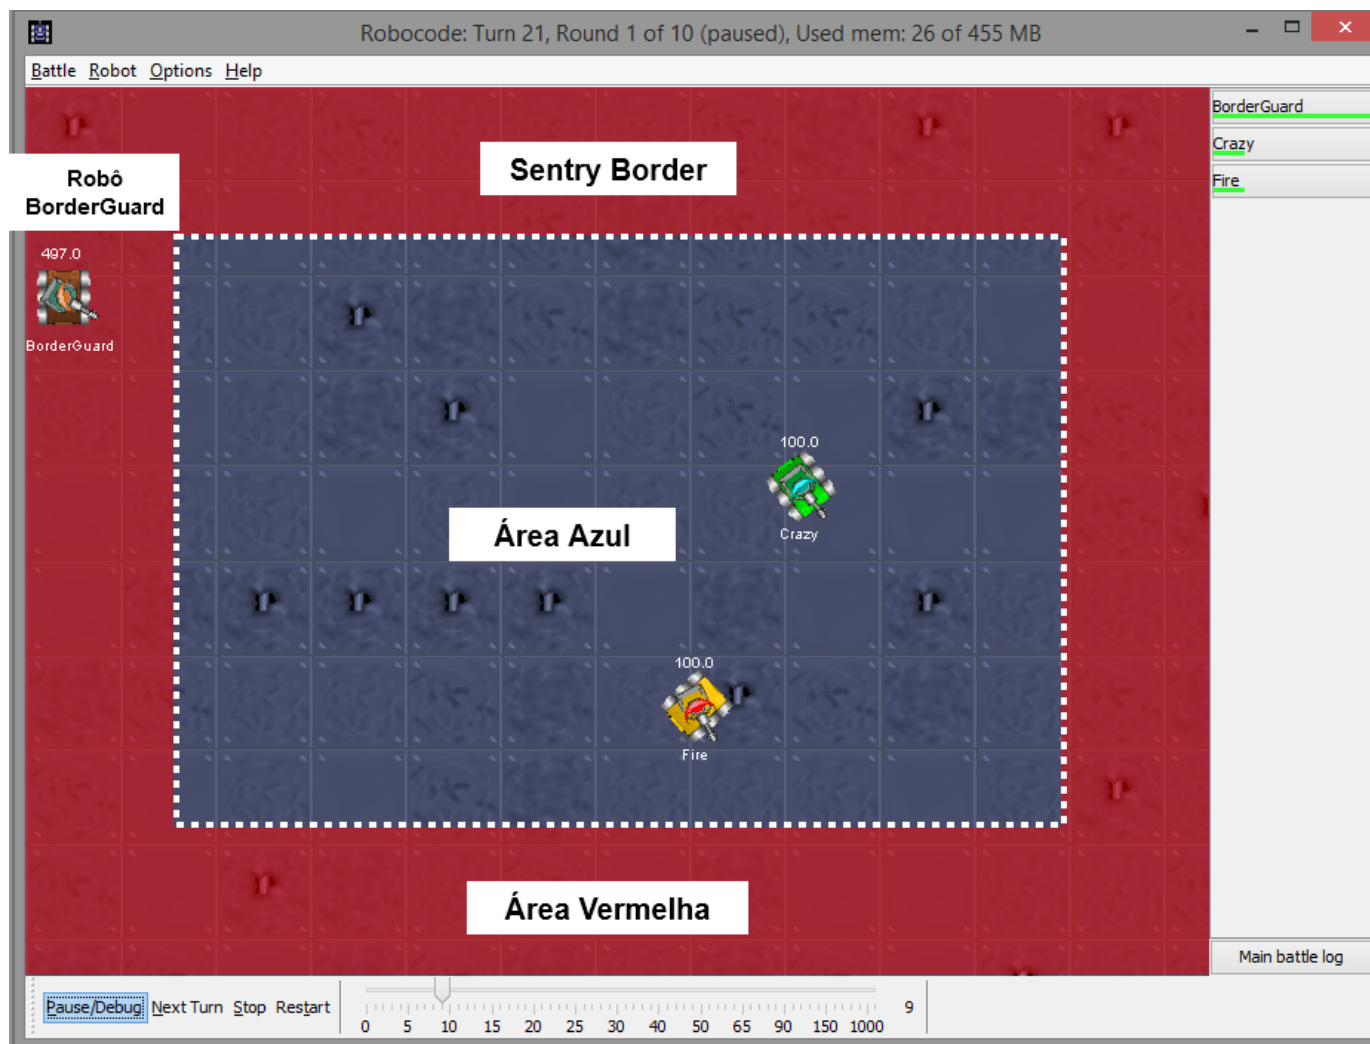 Robocode: Turn 21, Round 1 of 10 (paused), Used mem: 26 of 455 MB
Battle Robot Options Help
BorderGuard
Crazy
Fire
Sentry Border
Robô
BorderGuard
497.0
BorderGuard
100.0
Crazy
Área Azul
100.0
Fire
Área Vermelha
Main battle log
Pause/Debug Next Turn Stop Restart
9
0 5 10 15 20 25 30 40 50 65 90 150 1000